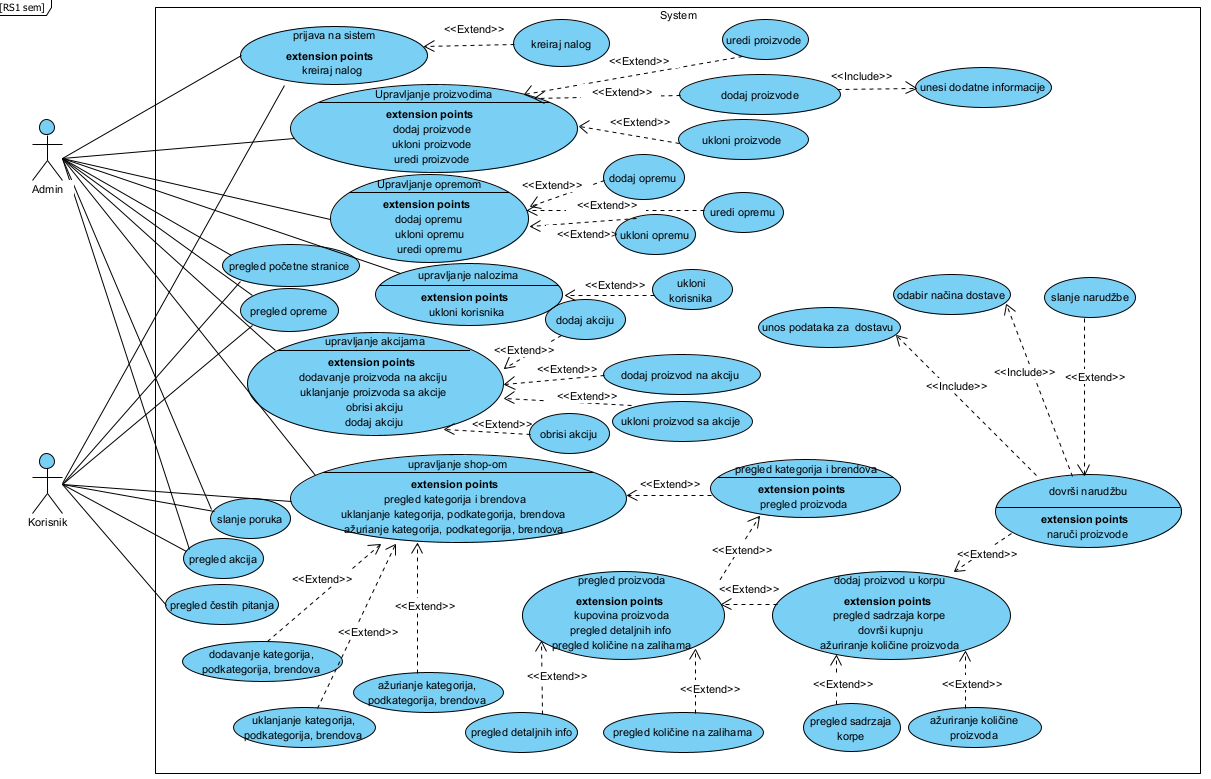 [RS1 sem]
System
Admin
Korisnik
prijava na sistem
extension points
kreiraj nalog
<<Extend>>
kreiraj nalog
Upravljanje proizvodima
extension points
dodaj proizvode
ukloni proizvode
uredi proizvode
<<Extend>>
uredi proizvode
<<Extend>>
dodaj proizvode
<<Include>>
unesi dodatne informacije
<<Extend>>
ukloni proizvode
Upravljanje opremom
extension points
dodaj opremu
ukloni opremu
uredi opremu
<<Extend>>
dodaj opremu
<<Extend>>
uredi opremu
<<Extend>>
ukloni opremu
pregled početne stranice
pregled opreme
upravljanje nalozima
extension points
ukloni korisnika
<<Extend>>
ukloni
korisnika
upravljanje akcijama
extension points
dodavanje proizvoda na akciju
uklanjanje proizvoda sa akcije
obrisi akciju
dodaj akciju
dodaj akciju
<<Extend>>
<<Extend>>
dodaj proizvod na akciju
<<Extend>>
ukloni proizvod sa akcije
<<Extend>>
obrisi akciju
unos podataka za  dostavu
odabir načina dostave
slanje narudžbe
<<Include>>
<<Include>>
<<Extend>>
upravljanje shop-om
extension points
pregled kategorija i brendova
uklanjanje kategorija, podkategorija, brendova
ažurianje kategorija, podkategorija, brendova
<<Extend>>
pregled kategorija i brendova
extension points
pregled proizvoda
dovrši narudžbu
extension points
naruči proizvode
slanje poruka
pregled akcija
pregled čestih pitanja
<<Extend>>
<<Extend>>
<<Extend>>
<<Extend>>
<<Extend>>
<<Extend>>
pregled proizvoda
extension points
kupovina proizvoda
pregled detaljnih info
pregled količine na zalihama
<<Extend>>
dodaj proizvod u korpu
extension points
pregled sadrzaja korpe
dovrši kupnju
ažuriranje količine proizvoda
dodavanje kategorija,
podkategorija, brendova
uklanjanje kategorija,
podkategorija, brendova
ažurianje kategorija,
podkategorija, brendova
<<Extend>>
<<Extend>>
<<Extend>>
<<Extend>>
pregled detaljnih info
pregled količine na zalihama
pregled sadrzaja
korpe
ažuriranje količine
proizvoda